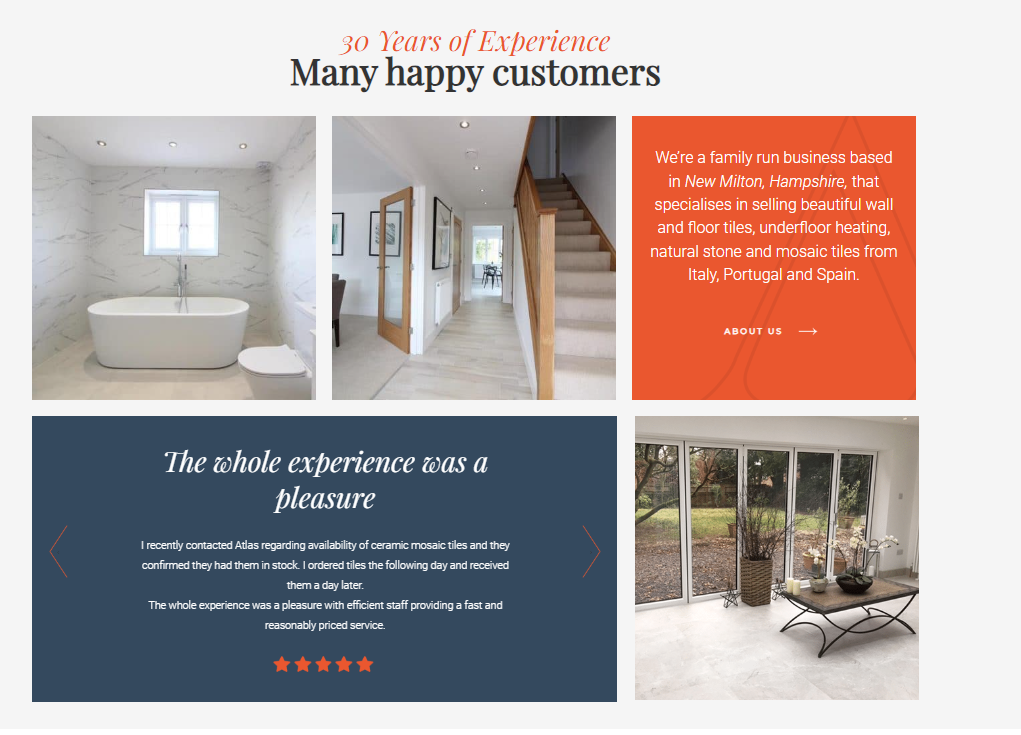 30 Years of Experience
Many happy customers
We're a family run business based
in New Milton, Hampshire, that
specialises in selling beautiful wall
and floor tiles, underfloor heating,
natural stone and mosaic tiles from
Italy, Portugal and Spain.
ABOUT US
The whole experience was a
pleasure
I recently contacted Atlas regarding availability of ceramic mosaic tiles and they
confirmed they had them in stock. I ordered tiles the following day and received
them a day later.
The whole experience was a pleasure with efficient staff providing a fast and
reasonably priced service.